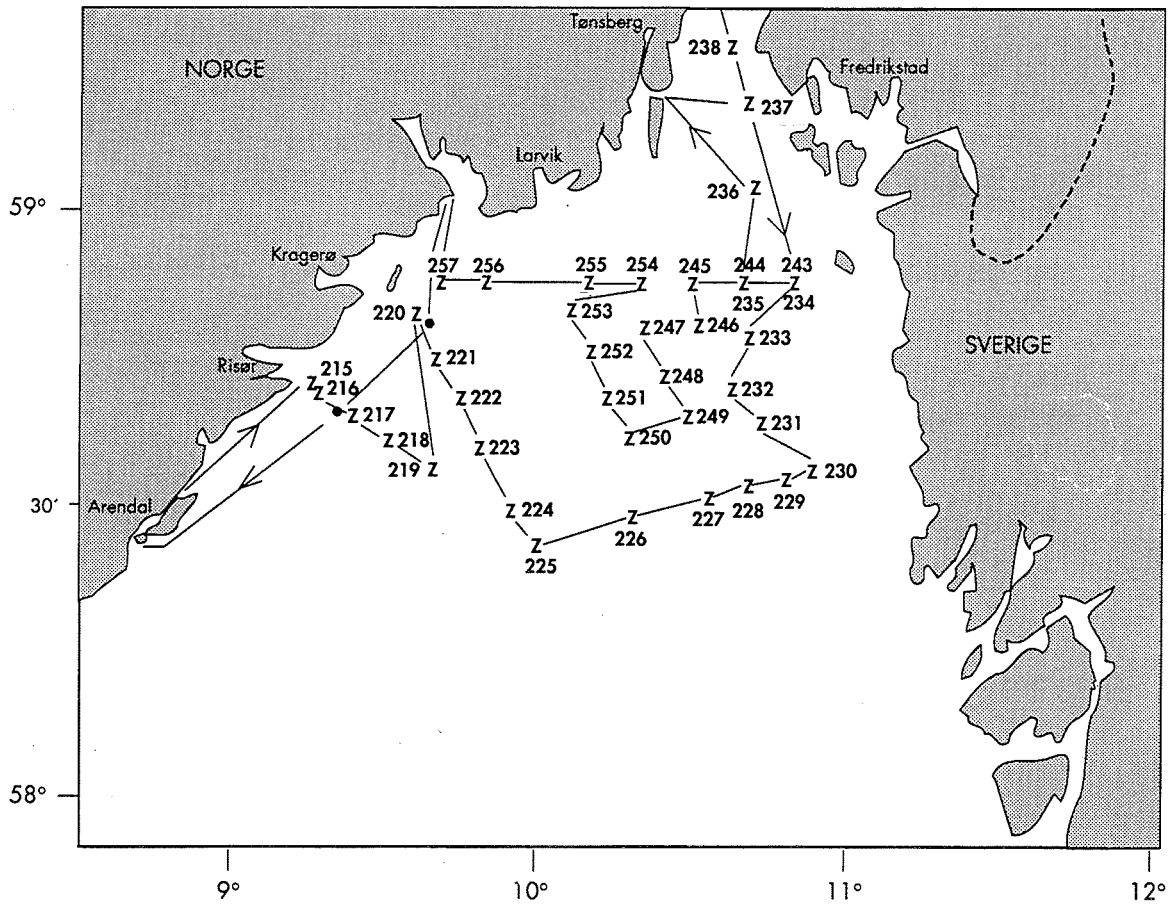 Tønsberg
238 Z
NORGE
Fredrikstad
Z 237
Larvik
236 Z
59°
Kragerø
257 256 255 254 245 244 243
Z Z Z Z Z Z Z
235 234
220 Z
Z 253
Z 247
Z 246
Z 233
SVERIGE
Z 221
Z 252
Risør
215
Z
216
Z
Z 248
Z 222
Z 251
Z 232
Z 217
Z 249
Z 231
218
Z
Z 250
Z 223
219 Z
Z 230
Z
229
Z
228
Z
227
Arendal
30′
Z 224
Z
226
Z
225
58°
9° 10° 11° 12°